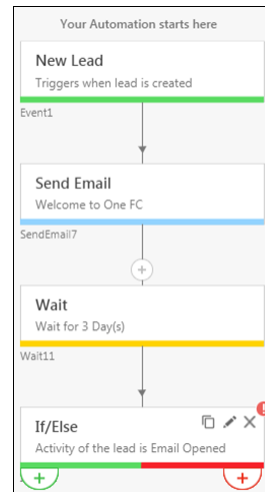 Your Automation starts here
New Lead
Triggers when lead is created
Event1
Send Email
Welcome to One FC
SendEmail7
Wait
Wait for 3 Day(s)
Wait11
If/Else
Activity of the lead is Email Opened